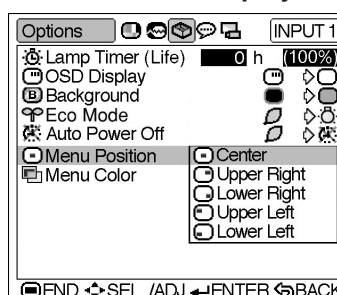 Options INPUT 1
Lamp Timer (Life) 0 h (100%)
OSD Display
B Background
Eco Mode
Auto Power Off
Menu Position Center
Menu Color Upper Right
Lower Right
Upper Left
Lower Left
END SEL. /ADJ. ENTER BACK